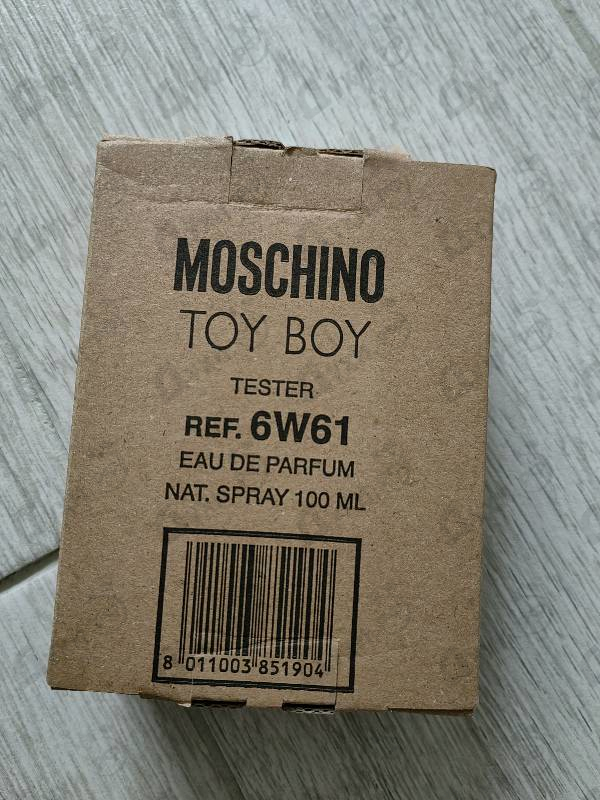 MOSCHINO
TOY BOY
TESTER
REF. 6W61
EAU DE PARFUM
NAT. SPRAY 100 ML
8 011003 851904